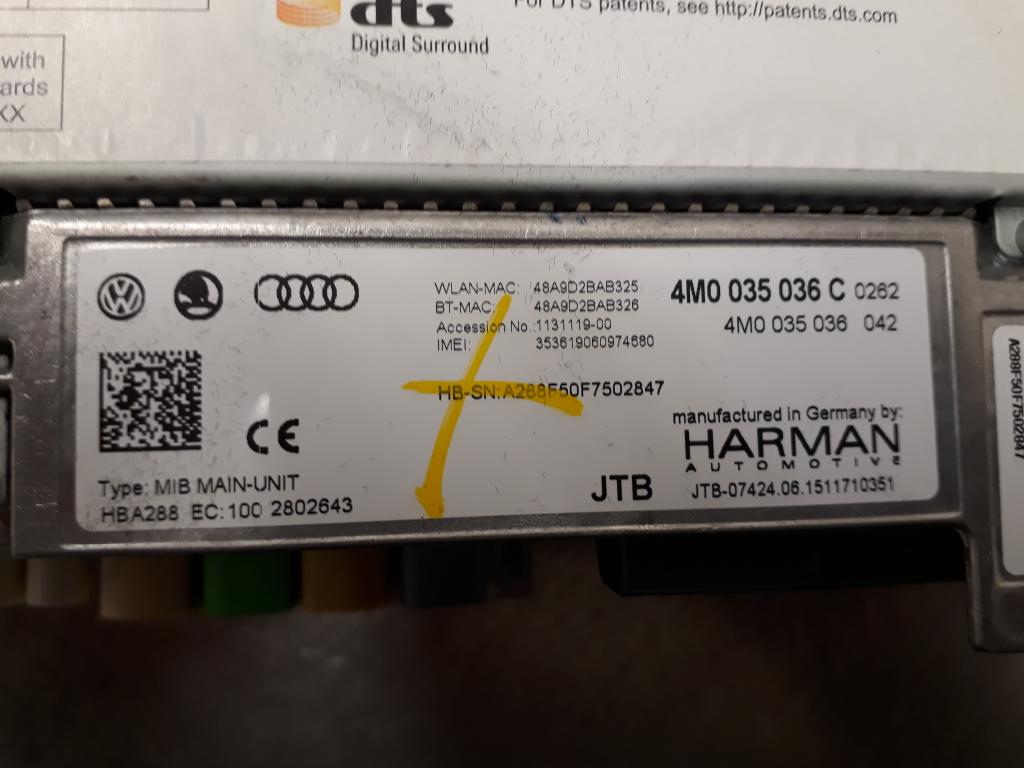 dts
Digital Surround
For DTS patents, see http://patents.dts.com
with
ards
XX
WLAN-MAC: 48A9D2BAB325
BT-MAC: 48A9D2BAB326
Accession No.:1131119-00
IMEI: 353619060974680
4M0 035 036 C 0262
4M0 035 036 042
HB-SN:A288F50F7502847
CE
manufactured in Germany by:
HARMAN
AUTOMOTIVE
Type: MIB MAIN-UNIT
HBA288 EC:100 2802643
JTB
JTB-07424.06.1511710351
A288F50F7502847